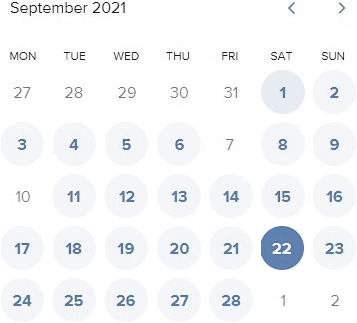 September 2021
MON TUE WED THU FRI SAT SUN
27 28 29 30 31 1 2
3 4 5 6 7 8 9
10 11 12 13 14 15 16
17 18 19 20 21 22 23
24 25 26 27 28 1 2